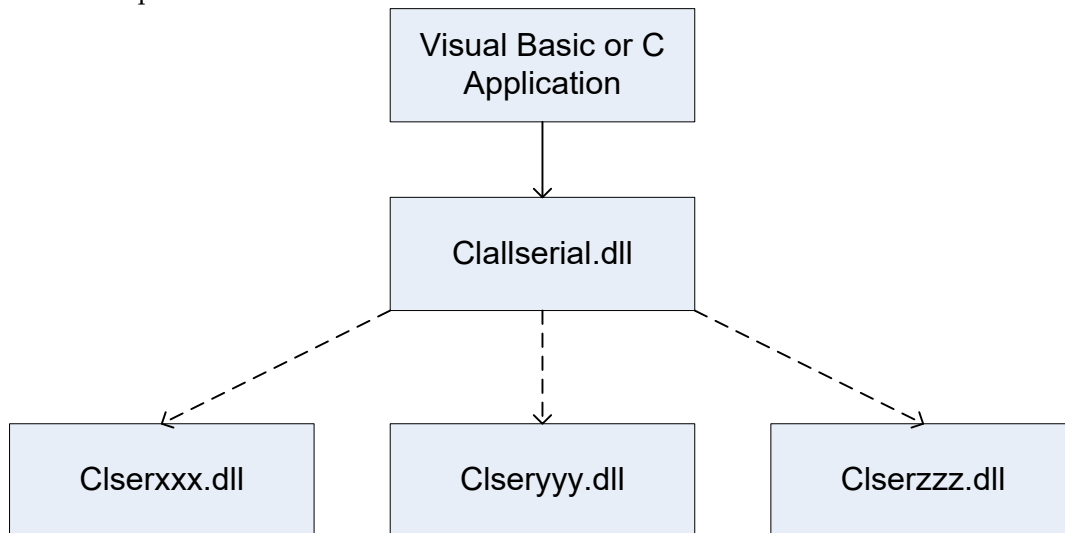 Visual Basic or C
Application
Clallserial.dll
Clserxxx.dll
Clseryyy.dll
Clserzzz.dll